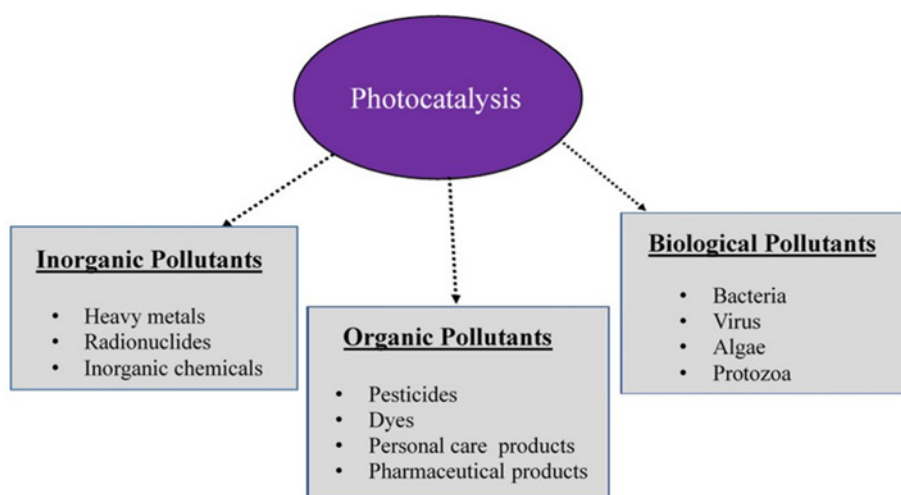 Photocatalysis
Inorganic Pollutants
• Heavy metals
• Radionuclides
• Inorganic chemicals
Organic Pollutants
• Pesticides
• Dyes
• Personal care products
• Pharmaceutical products
Biological Pollutants
• Bacteria
• Virus
• Algae
• Protozoa